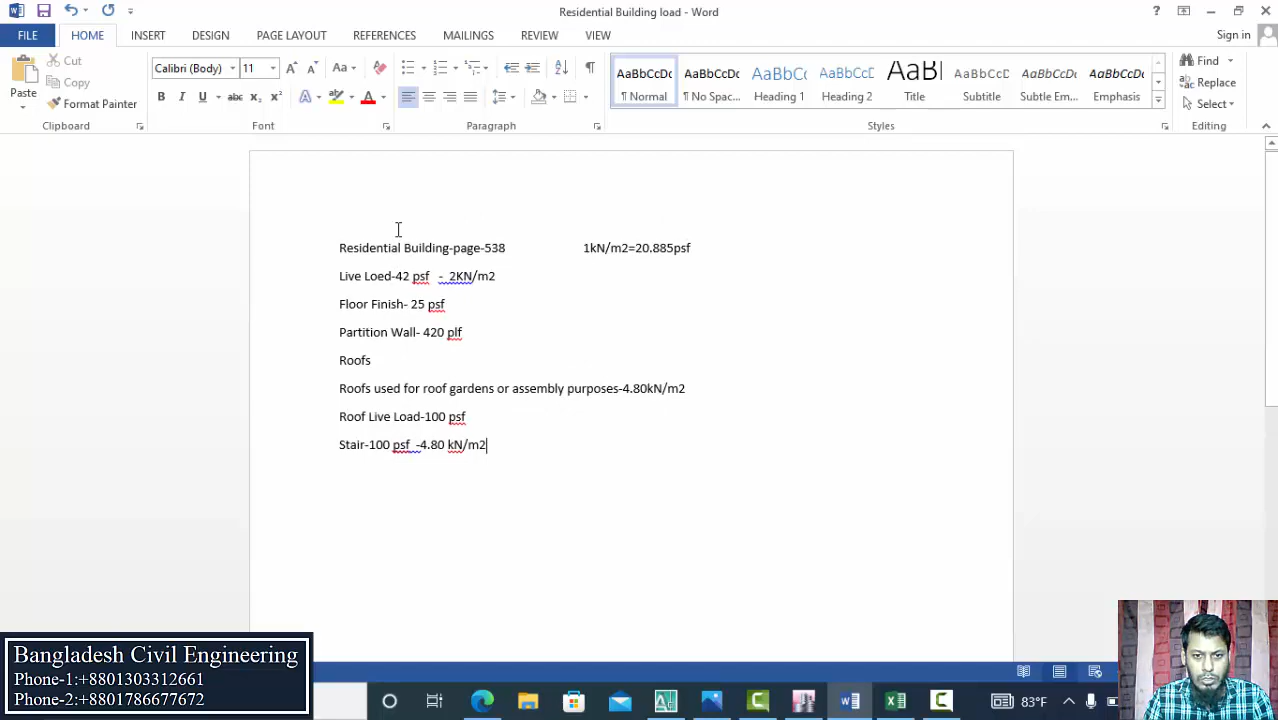 Residential Building load - Word
?
FILE
HOME
INSERT
DESIGN
PAGE LAYOUT
REFERENCES
MAILINGS
REVIEW
VIEW
Sign in
Paste
Cut
Copy
Format Painter
Clipboard
Calibri (Body)
11
Font
Paragraph
AaBbCcDc
¶ Normal
AaBbCcDc
¶ No Spac...
AaBbCc
Heading 1
AaBbCcC
Heading 2
AaBl
Title
AaBbCcD
Subtitle
AaBbCcDc
Subtle Em...
AaBbCcDc
Emphasis
Styles
Find
Replace
Select
Editing
Residential Building-page-538 1kN/m2=20.885psf
Live Loed-42 psf - 2KN/m2
Floor Finish- 25 psf
Partition Wall- 420 plf
Roofs
Roofs used for roof gardens or assembly purposes-4.80kN/m2
Roof Live Load-100 psf
Stair-100 psf -4.80 kN/m2
Bangladesh Civil Engineering
Phone-1:+8801303312661
Phone-2:+8801786677672
83°F